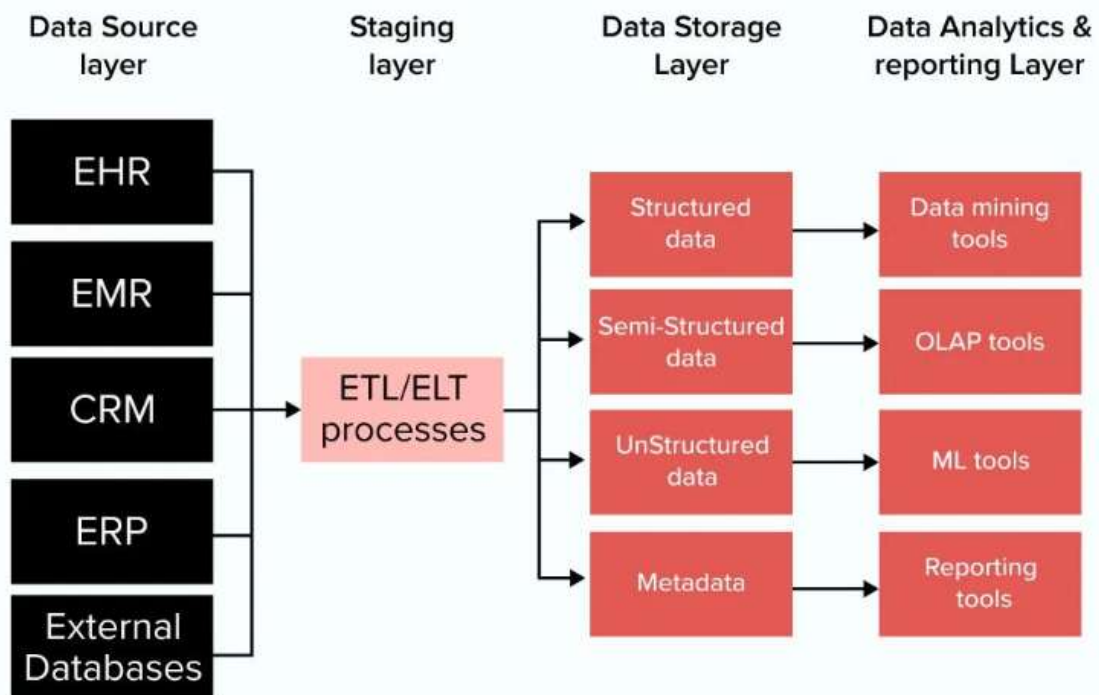 Data Source
layer
Staging
layer
Data Storage
Layer
Data Analytics &
reporting Layer
EHR
EMR
CRM
ERP
External
Databases
ETL/ELT
processes
Structured
data
Semi-Structured
data
UnStructured
data
Metadata
Data mining
tools
OLAP tools
ML tools
Reporting
tools